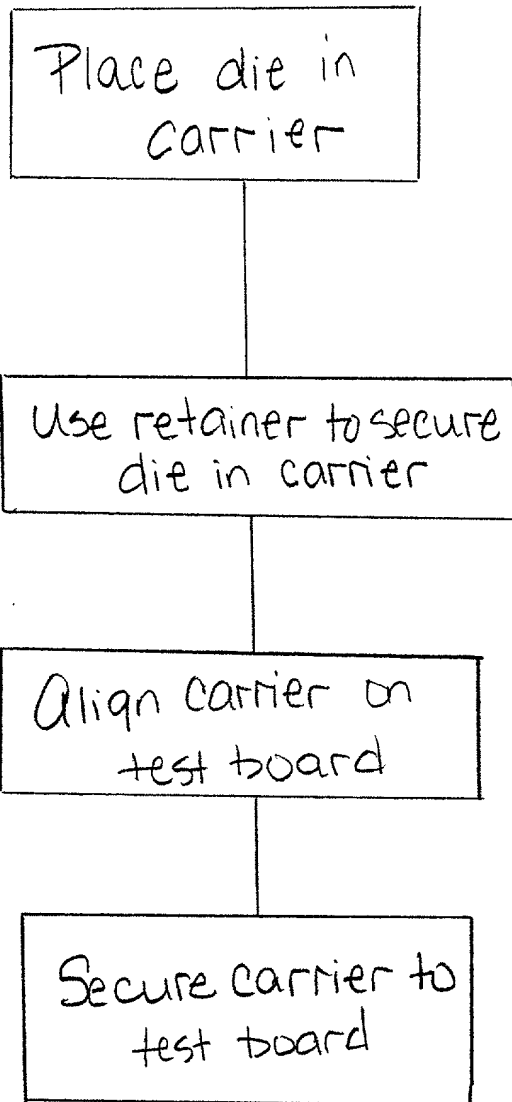 Place die in
carrier
Use retainer to secure
die in carrier
Align carrier on
test board
Secure carrier to
test board